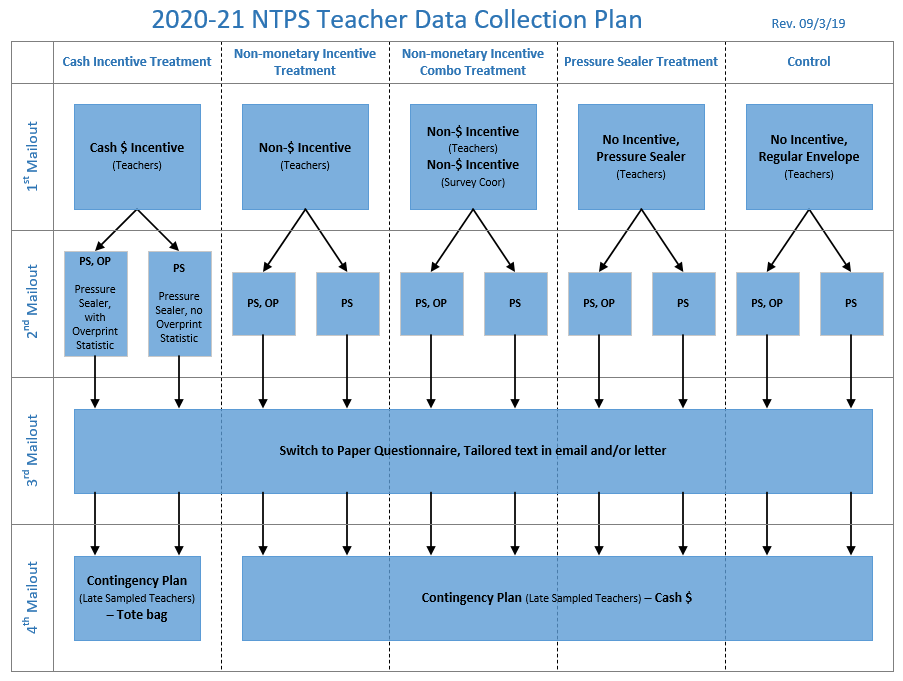 2020-21 NTPS Teacher Data Collection Plan
Rev. 09/3/19
Cash Incentive Treatment
Non-monetary Incentive
Treatment
Non-monetary Incentive
Combo Treatment
Pressure Sealer Treatment
Control
1st Mailout
Cash $ Incentive
(Teachers)
Non-$ Incentive
(Teachers)
Non-$ Incentive
(Teachers)
Non-$ Incentive
(Survey Coor)
No Incentive,
Pressure Sealer
(Teachers)
No Incentive,
Regular Envelope
(Teachers)
2nd Mailout
PS, OP
Pressure
Sealer,
with
Overprint
Statistic
PS
Pressure
Sealer, no
Overprint
Statistic
PS, OP
PS
PS, OP
PS
PS, OP
PS
PS, OP
PS
3rd Mailout
Switch to Paper Questionnaire, Tailored text in email and/or letter
4th Mailout
Contingency Plan
(Late Sampled Teachers)
– Tote bag
Contingency Plan (Late Sampled Teachers) – Cash $